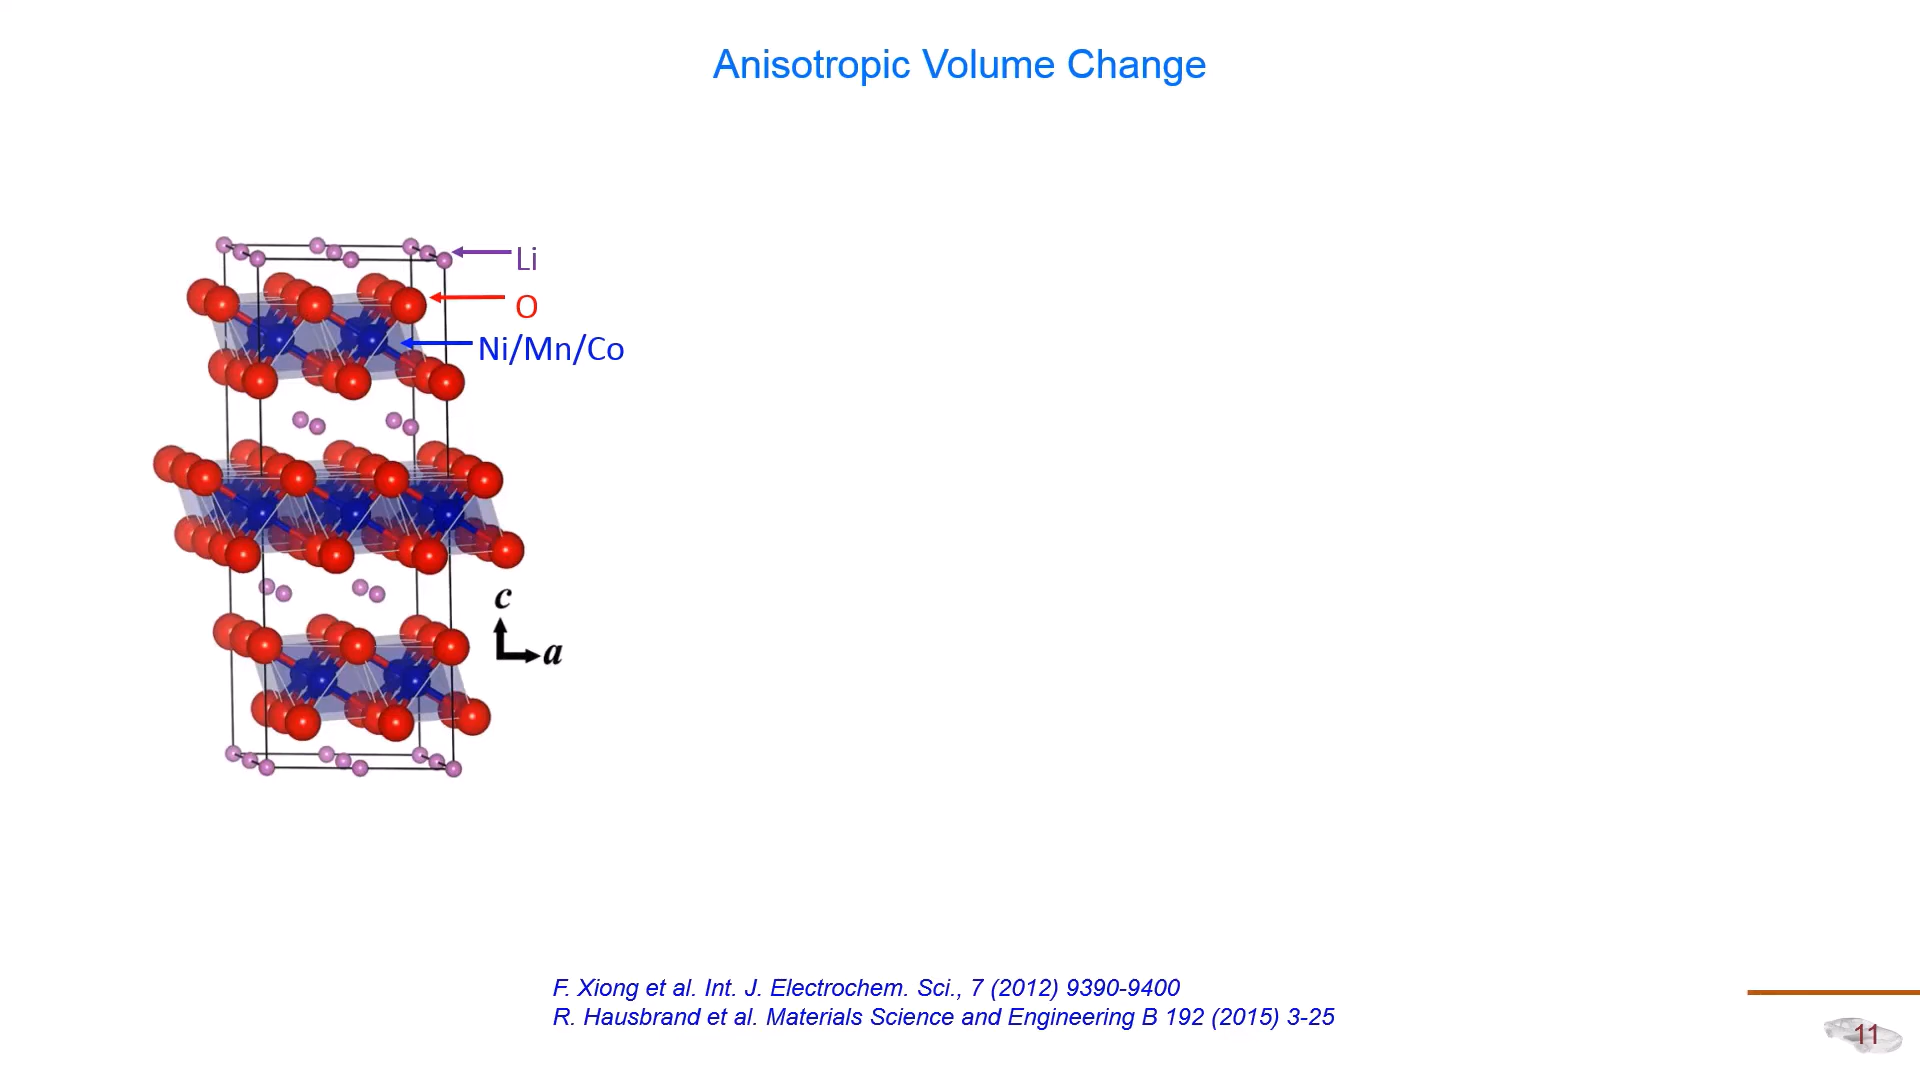 Anisotropic Volume Change
Li
O
Ni/Mn/Co
c
a
F. Xiong et al. Int. J. Electrochem. Sci., 7 (2012) 9390-9400
R. Hausbrand et al. Materials Science and Engineering B 192 (2015) 3-25
11